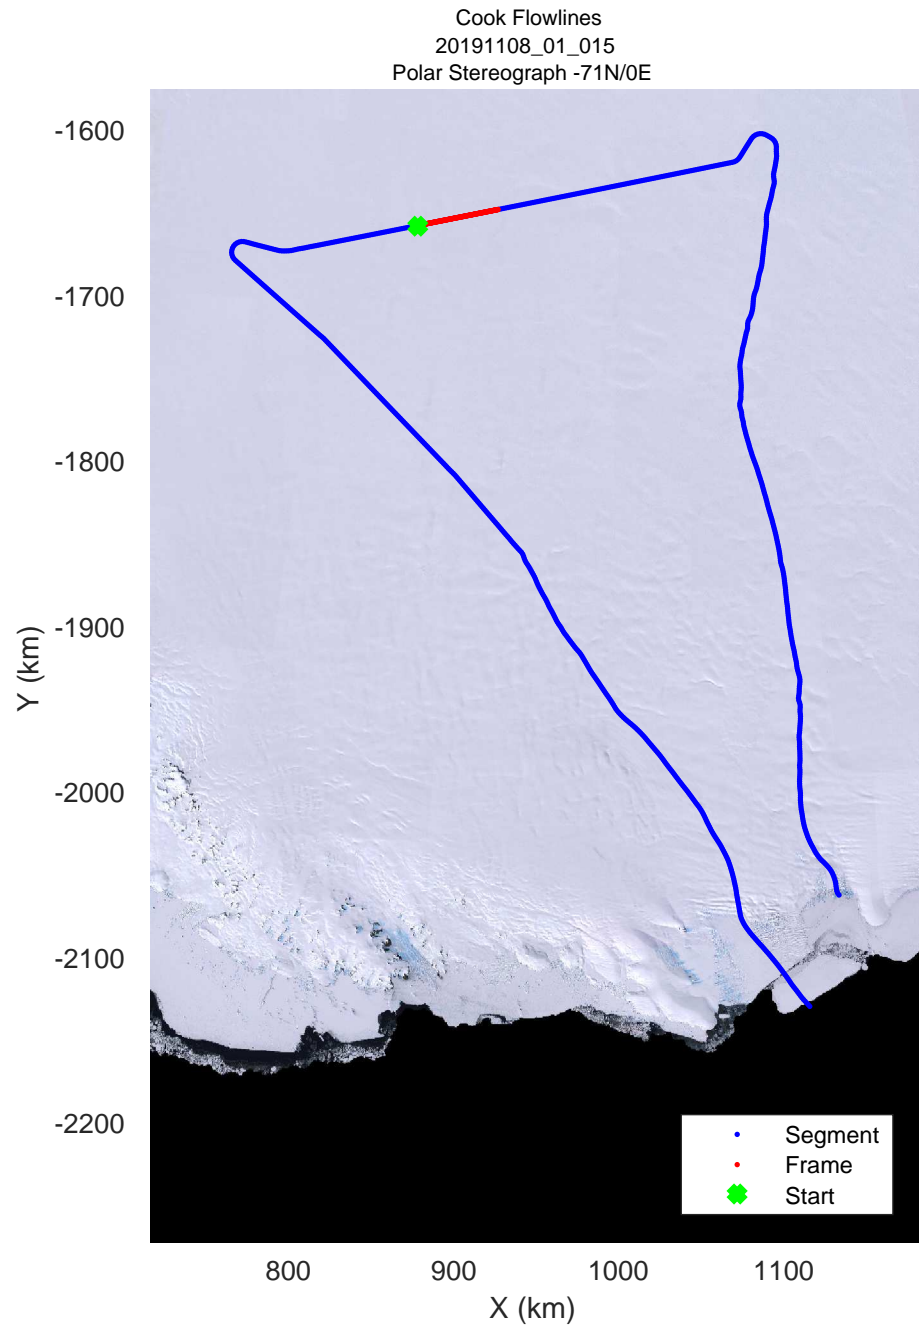 Cook Flowlines
20191108_01_015
Polar Stereograph -71N/0E
-1600
-1700
-1800
-1900
-2000
-2100
-2200
Y (km)
800
900
1000
1100
X (km)
Segment
Frame
Start